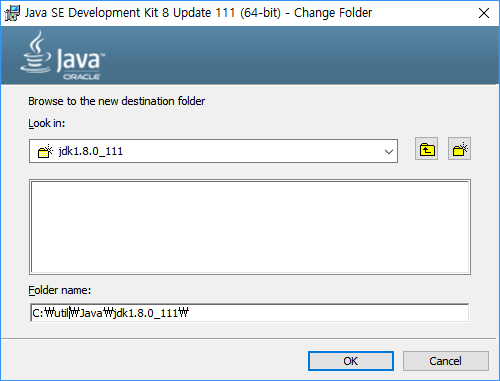 Java SE Development Kit 8 Update 111 (64-bit) - Change Folder
Java
ORACLE
Browse to the new destination folder
Look in:
jdk1.8.0_111
Folder name:
C:₩util₩Java₩jdk1.8.0_111₩
OK
Cancel